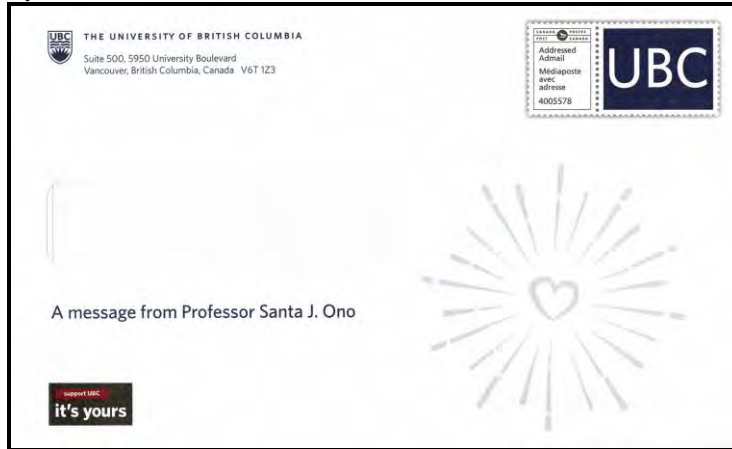 UBC
THE UNIVERSITY OF BRITISH COLUMBIA
Suite 500, 5950 University Boulevard
Vancouver, British Columbia, Canada V6T 1Z3
CANADA POSTES
POST CANADA
Addressed
Admail
Médiaposte
avec
adresse
4005578
UBC
A message from Professor Santa J. Ono
support UBC
it's yours